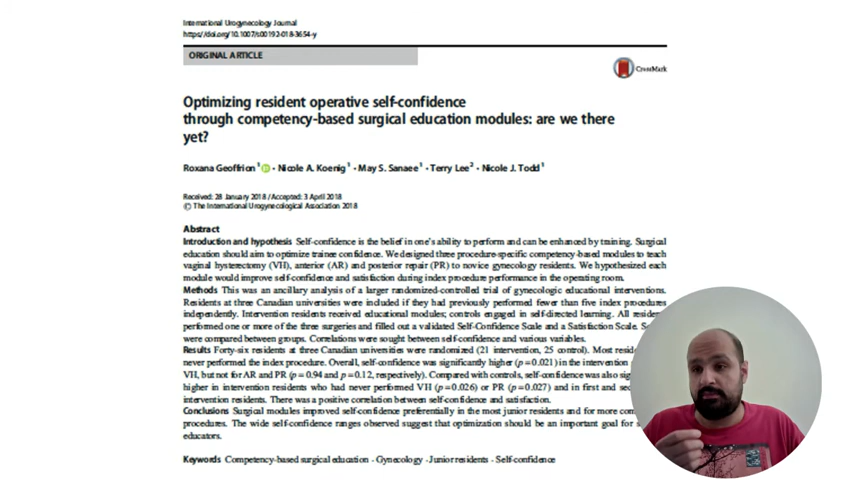 International Urogynecology Journal
https://doi.org/10.1007/s00192-018-3654-y
ORIGINAL ARTICLE
CrossMark
Optimizing resident operative self-confidence
through competency-based surgical education modules: are we there
yet?
Roxana Geoffrion 1 · Nicole A. Koenig 1 · May S. Sanaee 1 · Terry Lee 2 · Nicole J. Todd 1
Received: 28 January 2018 / Accepted: 3 April 2018
© The International Urogynecological Association 2018
Abstract
Introduction and hypothesis Self-confidence is the belief in one's ability to perform and can be enhanced by training. Surgical
education should aim to optimize trainee confidence. We designed three procedure-specific competency-based modules to teach
vaginal hysterectomy (VH), anterior (AR) and posterior repair (PR) to novice gynecology residents. We hypothesized each
module would improve self-confidence and satisfaction during index procedure performance in the operating room.
Methods This was an ancillary analysis of a larger randomized-controlled trial of gynecologic educational interventions.
Residents at three Canadian universities were included if they had previously performed fewer than five index procedures
independently. Intervention residents received educational modules; controls engaged in self-directed learning. All
performed one or more of the three surgeries and filled out a validated Self-Confidence Scale and a Satisfaction Scale.
were compared between groups. Correlations were sought between self-confidence and various variables.
Results Forty-six residents at three Canadian universities were randomized (21 intervention, 25 control). Most
never performed the index procedure. Overall, self-confidence was significantly higher (p = 0.021) in the intervention
VH, but not for AR and PR (p = 0.94 and p = 0.12, respectively). Compared with controls, self-confidence was also
higher in intervention residents who had never performed VH (p = 0.026) or PR (p = 0.027) and in first and
intervention residents. There was a positive correlation between self-confidence and satisfaction.
Conclusions Surgical modules improved self-confidence preferentially in the most junior residents and for more
procedures. The wide self-confidence ranges observed suggest that optimization should be an important goal for
educators.
Keywords Competency-based surgical education · Gynecology · Junior residents · Self-confidence